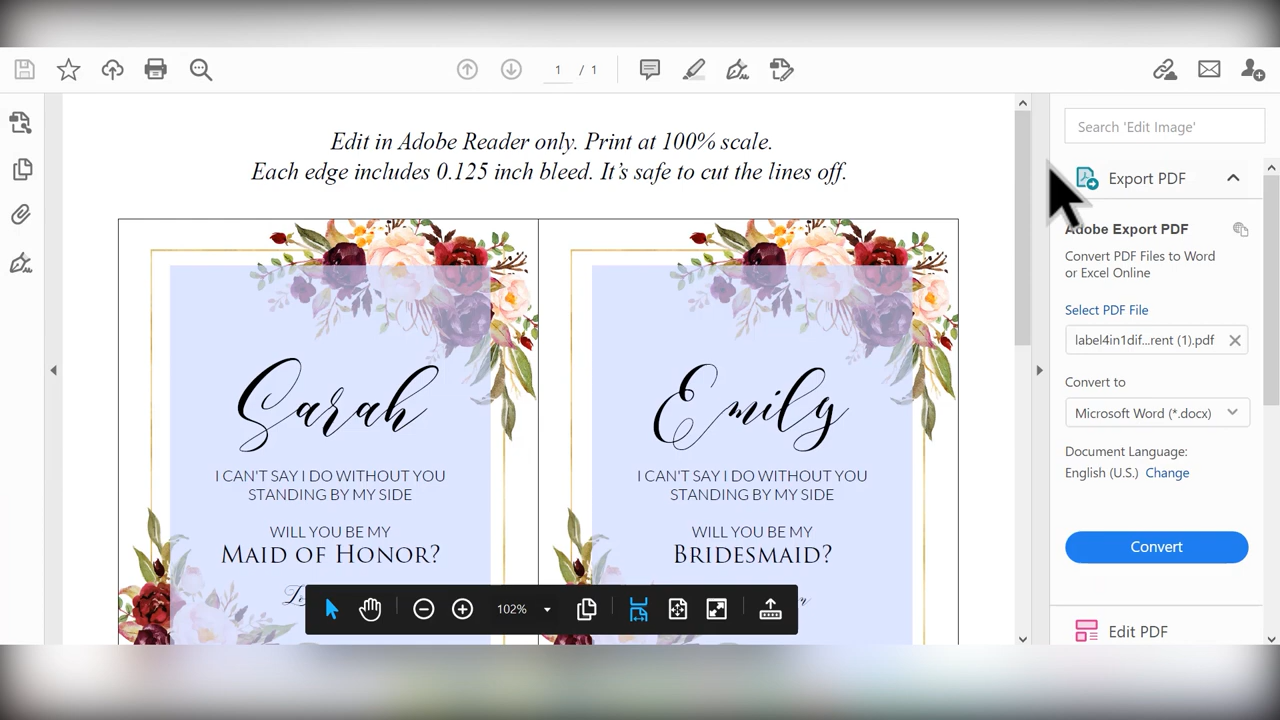 1 / 1
Edit in Adobe Reader only. Print at 100% scale.
Each edge includes 0.125 inch bleed. It's safe to cut the lines off.
Sarah
I CAN'T SAY I DO WITHOUT YOU
STANDING BY MY SIDE
WILL YOU BE MY
MAID OF HONOR?
Emily
I CAN'T SAY I DO WITHOUT YOU
STANDING BY MY SIDE
WILL YOU BE MY
BRIDESMAID?
102%
Search 'Edit Image'
Export PDF
Adobe Export PDF
Convert PDF Files to Word
or Excel Online
Select PDF File
label4in1dif...rent (1).pdf
Convert to
Microsoft Word (*.docx)
Document Language:
English (U.S.) Change
Convert
Edit PDF